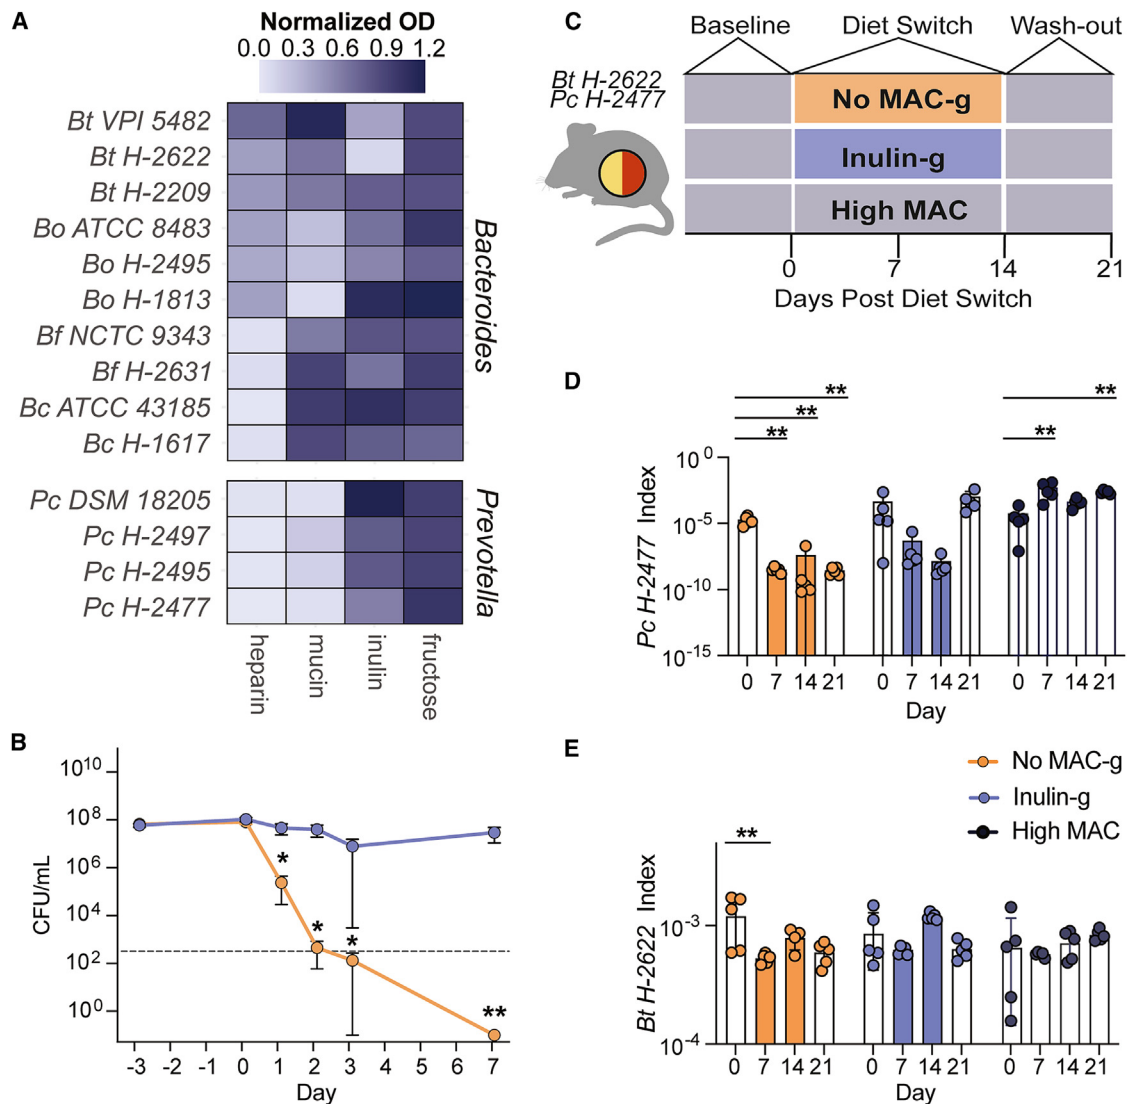 A
Normalized OD
0.0 0.3 0.6 0.9 1.2
Bt VPI 5482
Bt H-2622
Bt H-2209
Bo ATCC 8483
Bo H-2495
Bo H-1813
Bf NCTC 9343
Bf H-2631
Bc ATCC 43185
Bc H-1617
Bacteroides
Pc DSM 18205
Pc H-2497
Pc H-2495
Pc H-2477
Prevotella
heparin
mucin
inulin
fructose
B
CFU/mL
10^10
10^8
10^6
10^4
10^2
10^0
*
*
*
**
-3 -2 -1 0 1 2 3 4 5 6 7
Day
C
Baseline Diet Switch Wash-out
Bt H-2622
Pc H-2477
No MAC-g
Inulin-g
High MAC
0 7 14 21
Days Post Diet Switch
D
** **
**
** **
Pc H-2477 Index
10^0
10^-5
10^-10
10^-15
0 7 14 21 0 7 14 21 0 7 14 21
Day
E
No MAC-g
Inulin-g
High MAC
**
Bt H-2622 Index
10^-3
10^-4
0 7 14 21 0 7 14 21 0 7 14 21
Day